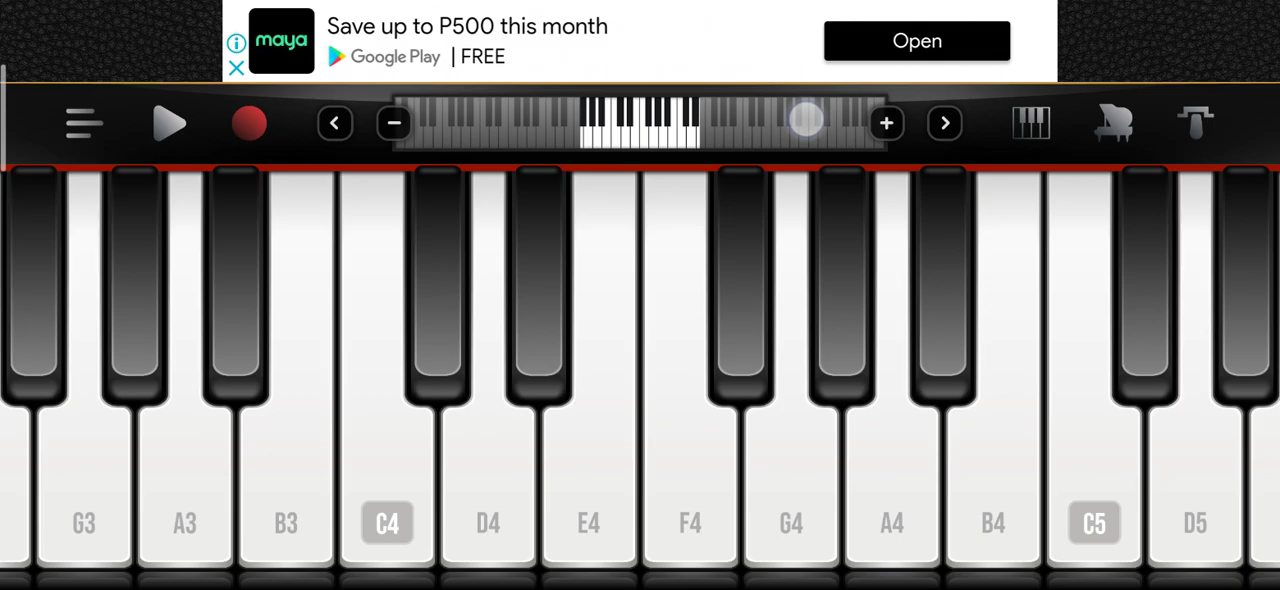 maya
Save up to P500 this month
Google Play | FREE
Open
G3 A3 B3 C4 D4 E4 F4 G4 A4 B4 C5 D5